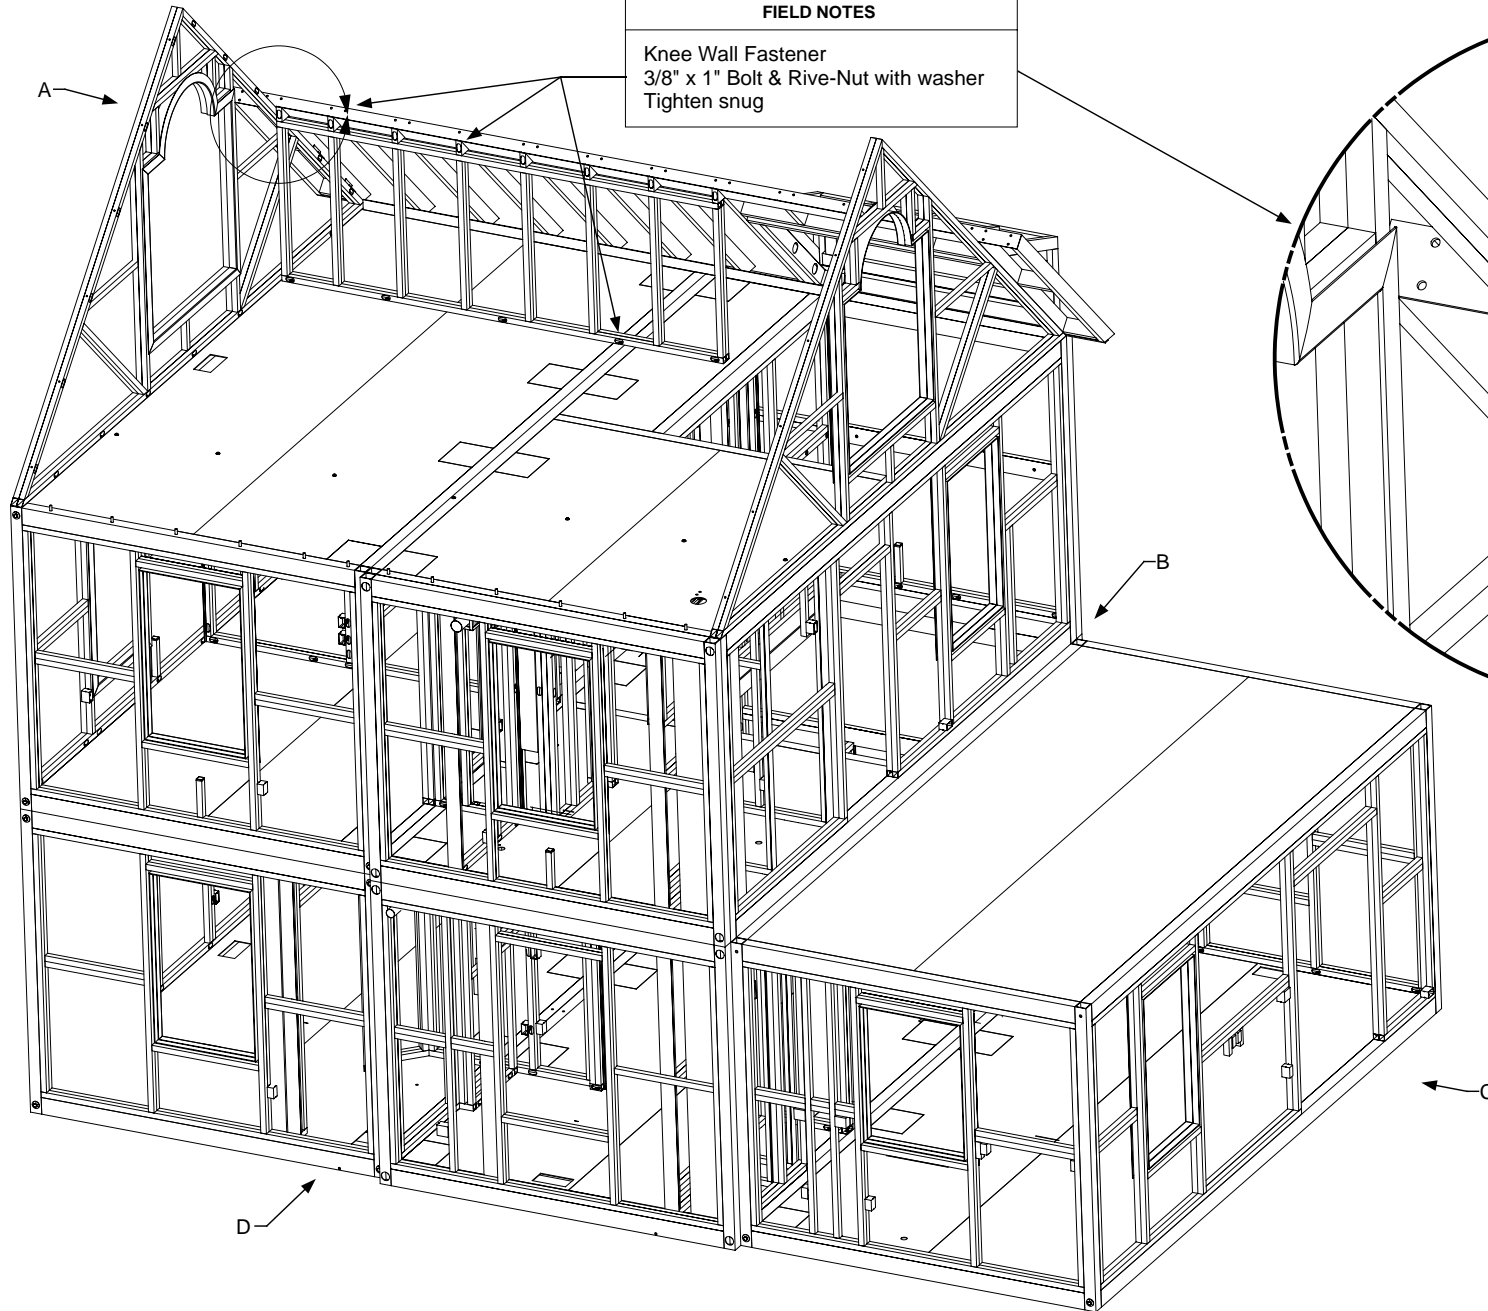 FIELD NOTES
Knee Wall Fastener
3/8" x 1" Bolt & Rive-Nut with washer
Tighten snug
A
B
C
D